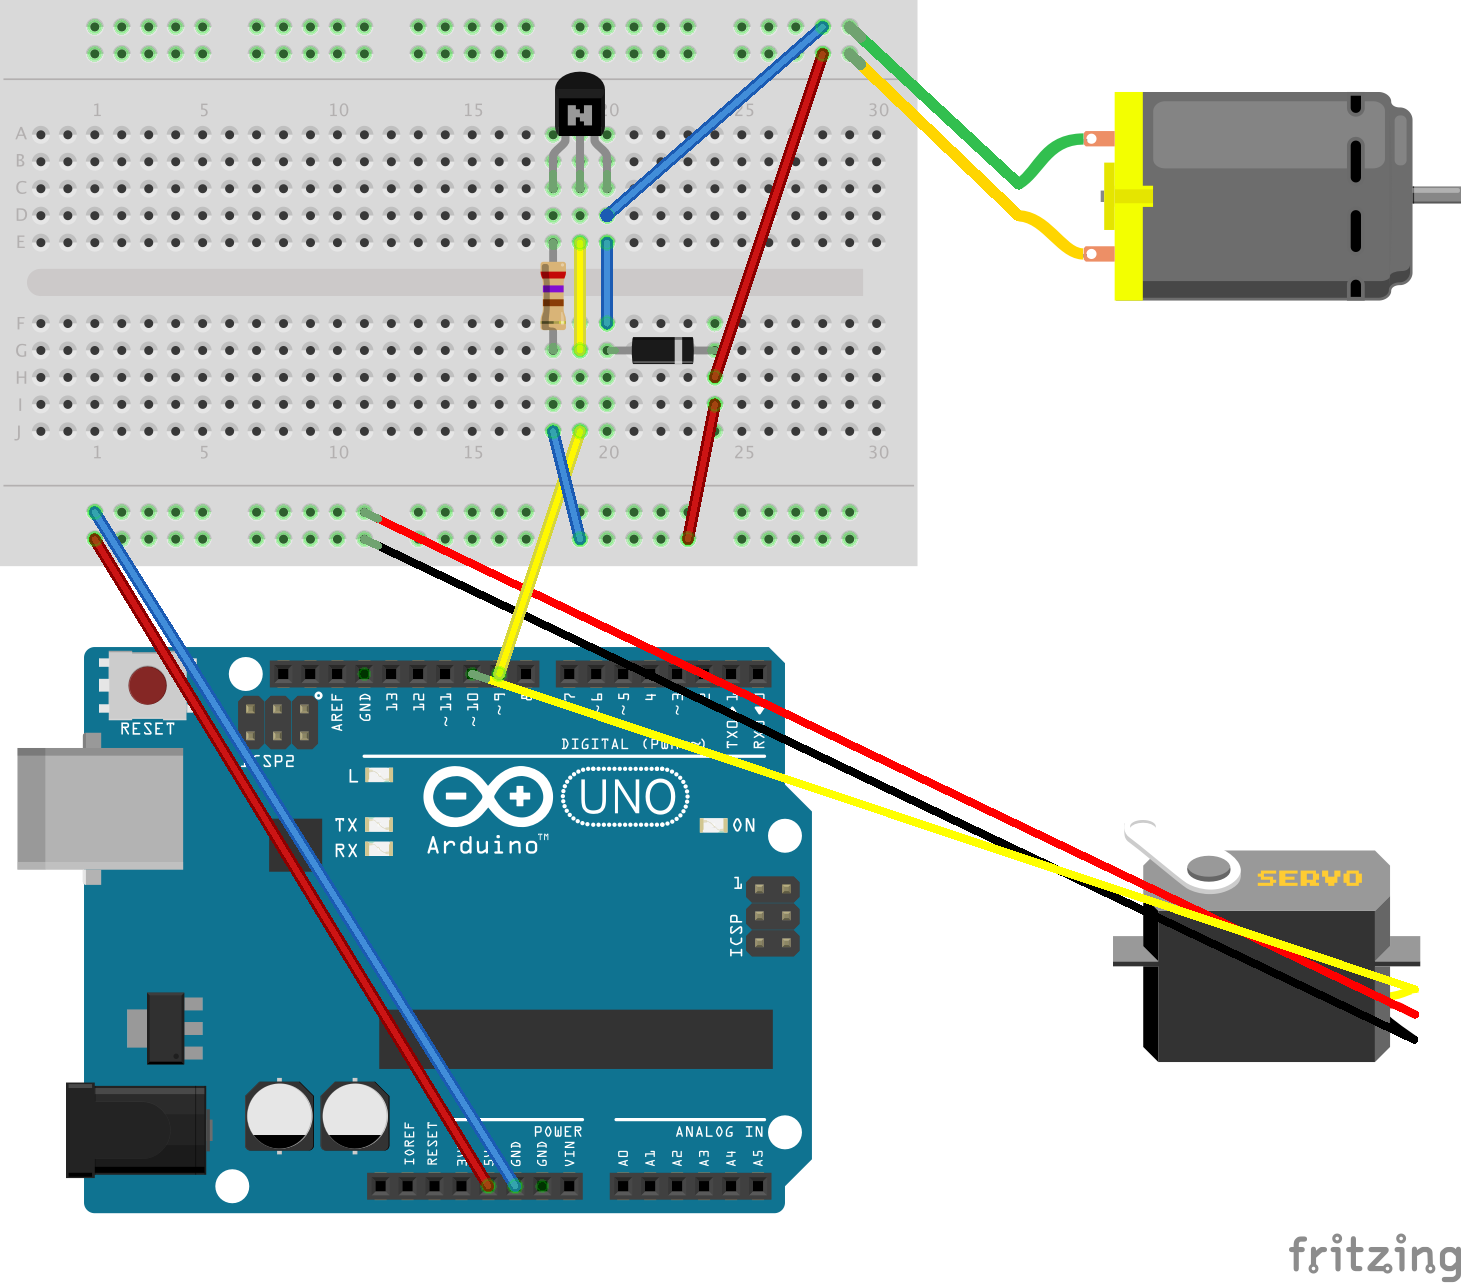 1 5 10 15 20 25 30
A
B
C
D
E
F
G
H
I
J
1 5 10 15 20 25 30
N
RESET
ICSP2
AREF
GND
13
12
~11
~10
~9
8
7
~6
~5
4
~3
2
TX0 1
RX0 0
DIGITAL (PWM~)
L
TX
RX
UNO
Arduino™
ON
1
ICSP
SERVO
POWER
ANALOG IN
IOREF
RESET
3V
5V
GND
GND
VIN
A0
A1
A2
A3
A4
A5
fritzing